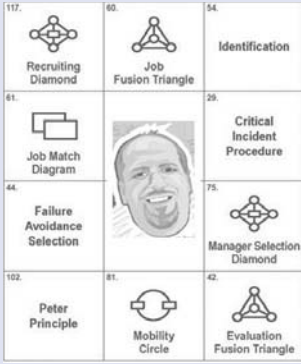 117.
Recruiting
Diamond
60.
Job
Fusion Triangle
54.
Identification
61.
Job Match
Diagram
29.
Critical
Incident
Procedure
44.
Failure
Avoidance
Selection
75.
Manager Selection
Diamond
102.
Peter
Principle
81.
Mobility
Circle
42.
Evaluation
Fusion Triangle